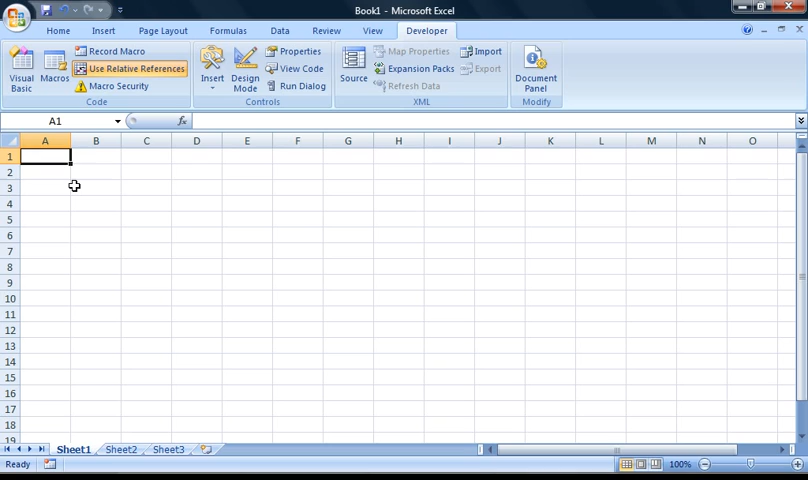 Book1 - Microsoft Excel
Home Insert Page Layout Formulas Data Review View Developer
Visual Basic
Macros
Record Macro
Use Relative References
Macro Security
Code
Insert
Design Mode
Properties
View Code
Run Dialog
Controls
Source
Map Properties
Expansion Packs
Refresh Data
Import
Export
XML
Document Panel
Modify
A1 fx
A B C D E F G H I J K L M N O
1
2
3
4
5
6
7
8
9
10
11
12
13
14
15
16
17
18
19
Sheet1 Sheet2 Sheet3
Ready 100%